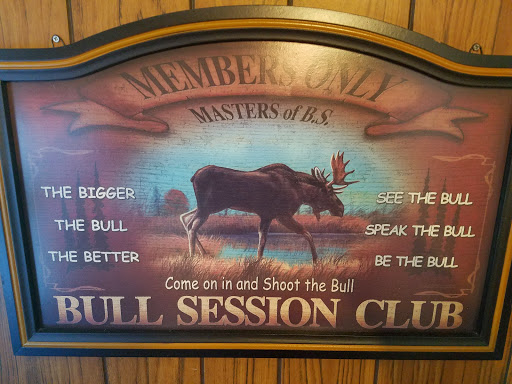 MEMBERS ONLY
MASTERS of B.S.
THE BIGGER
THE BULL
THE BETTER
SEE THE BULL
SPEAK THE BULL
BE THE BULL
Come on in and Shoot the Bull
BULL SESSION CLUB